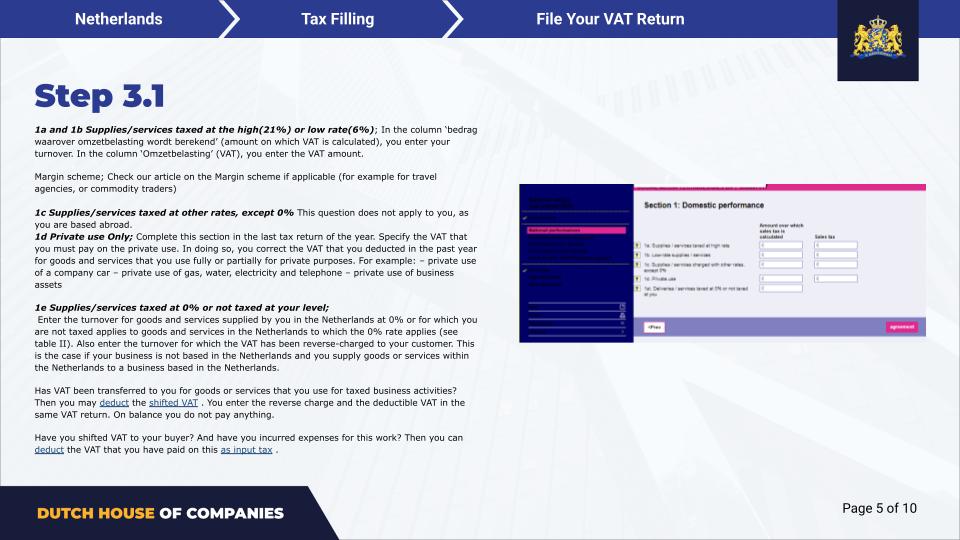 Netherlands
Tax Filling
File Your VAT Return
Step 3.1
1a and 1b Supplies/services taxed at the high(21%) or low rate(6%); In the column ‘bedrag
waarover omzetbelasting wordt berekend’ (amount on which VAT is calculated), you enter your
turnover. In the column ‘Omzetbelasting’ (VAT), you enter the VAT amount.
Margin scheme; Check our article on the Margin scheme if applicable (for example for travel
agencies, or commodity traders)
1c Supplies/services taxed at other rates, except 0% This question does not apply to you, as
you are based abroad.
1d Private use Only; Complete this section in the last tax return of the year. Specify the VAT that
you must pay on the private use. In doing so, you correct the VAT that you deducted in the past year
for goods and services that you use fully or partially for private purposes. For example: – private use
of a company car – private use of gas, water, electricity and telephone – private use of business
assets
1e Supplies/services taxed at 0% or not taxed at your level;
Enter the turnover for goods and services supplied by you in the Netherlands at 0% or for which you
are not taxed applies to goods and services in the Netherlands to which the 0% rate applies (see
table II). Also enter the turnover for which the VAT has been reverse-charged to your customer. This
is the case if your business is not based in the Netherlands and you supply goods or services within
the Netherlands to a business based in the Netherlands.
Has VAT been transferred to you for goods or services that you use for taxed business activities?
Then you may deduct the shifted VAT . You enter the reverse charge and the deductible VAT in the
same VAT return. On balance you do not pay anything.
Have you shifted VAT to your buyer? And have you incurred expenses for this work? Then you can
deduct the VAT that you have paid on this as input tax .
Section 1: Domestic performance
Amount over which
sales tax is
calculated
Sales tax
1a. Supplies / services taxed at high rate
1b. Low-rate supplies / services
1c. Supplies / services charged with other rates,
except 0%
1d. Private use
Deliveries / services taxed at 0% or not taxed
at you
<Prev
agreement
DUTCH HOUSE OF COMPANIES
Page 5 of 10